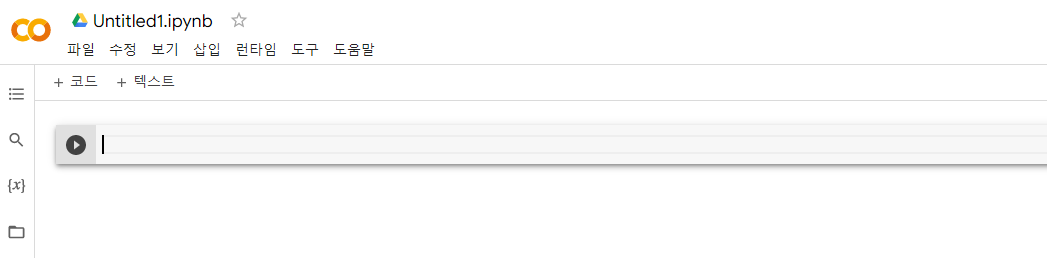 Untitled1.ipynb
파일 수정 보기 삽입 런타임 도구 도움말
+ 코드 + 텍스트
{x}